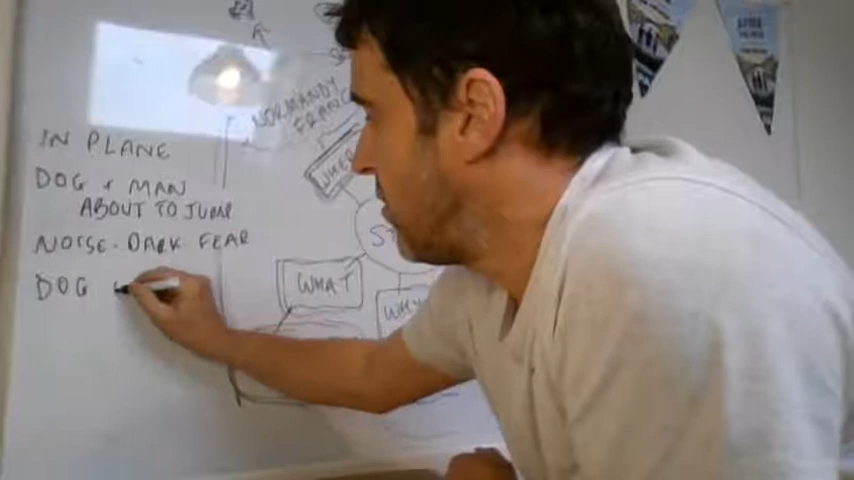 IN PLANE
DOG + MAN
ABOUT TO JUMP
NOISE. DARK FEAR
DOG
NORMANDY
FRANCE
WHERE
WHAT
WHY